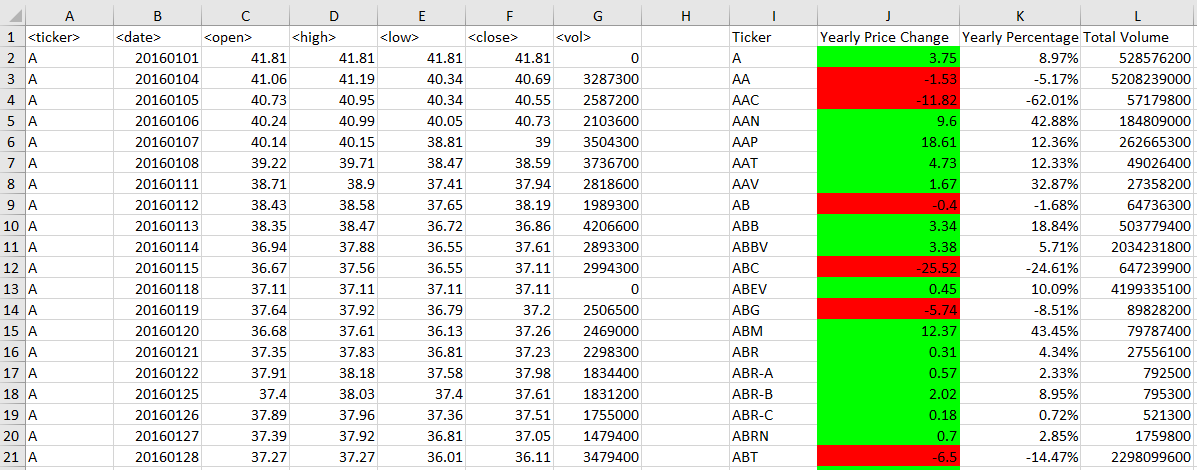 A B C D E F G H I J K L
1 <ticker> <date> <open> <high> <low> <close> <vol> Ticker Yearly Price Change Yearly Percentage Total Volume
2 A 20160101 41.81 41.81 41.81 41.81 0 A 3.75 8.97% 528576200
3 A 20160104 41.06 41.19 40.34 40.69 3287300 AA -1.53 -5.17% 5208239000
4 A 20160105 40.73 40.95 40.34 40.55 2587200 AAC -11.82 -62.01% 57179800
5 A 20160106 40.24 40.99 40.05 40.73 2103600 AAN 9.6 42.88% 184809000
6 A 20160107 40.14 40.15 38.81 39 3504300 AAP 18.61 12.36% 262665300
7 A 20160108 39.22 39.71 38.47 38.59 3736700 AAT 4.73 12.33% 49026400
8 A 20160111 38.71 38.9 37.41 37.94 2818600 AAV 1.67 32.87% 27358200
9 A 20160112 38.43 38.58 37.65 38.19 1989300 AB -0.4 -1.68% 64736300
10 A 20160113 38.35 38.47 36.72 36.86 4206600 ABB 3.34 18.84% 503779400
11 A 20160114 36.94 37.88 36.55 37.61 2893300 ABBV 3.38 5.71% 2034231800
12 A 20160115 36.67 37.56 36.55 37.11 2994300 ABC -25.52 -24.61% 647239900
13 A 20160118 37.11 37.11 37.11 37.11 0 ABEV 0.45 10.09% 4199335100
14 A 20160119 37.64 37.92 36.79 37.2 2506500 ABG -5.74 -8.51% 89828200
15 A 20160120 36.68 37.61 36.13 37.26 2469000 ABM 12.37 43.45% 79787400
16 A 20160121 37.35 37.83 36.81 37.23 2298300 ABR 0.31 4.34% 27556100
17 A 20160122 37.91 38.18 37.58 37.98 1834400 ABR-A 0.57 2.33% 792500
18 A 20160125 37.4 38.03 37.4 37.61 1831200 ABR-B 2.02 8.95% 795300
19 A 20160126 37.89 37.96 37.36 37.51 1755000 ABR-C 0.18 0.72% 521300
20 A 20160127 37.39 37.92 36.81 37.05 1479400 ABRN 0.7 2.85% 1759800
21 A 20160128 37.27 37.27 36.01 36.11 3479400 ABT -6.5 -14.47% 2298099600